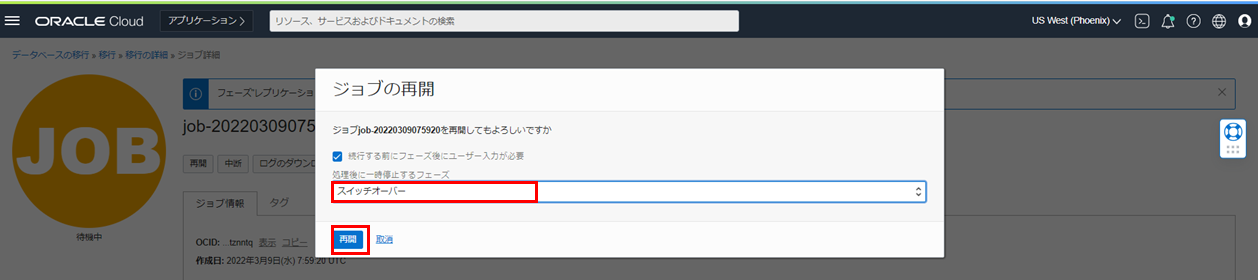 ORACLE Cloud アプリケーション > リソース、サービスおよびドキュメントの検索 US West (Phoenix)
データベースの移行 » 移行 » 移行の詳細 » ジョブ詳細
ジョブの再開
フェーズ"レプリケーショ
JOB
job-20220309075
ジョブjob-20220309075920を再開してもよろしいですか
再開 中断 ログのダウンロ
続行する前にフェーズ後にユーザー入力が必要
処理後に一時停止するフェーズ
スイッチオーバー
ジョブ情報 タグ
待機中
再開 取消
OCID: ...tznntq 表示 コピー
作成日: 2022年3月9日(水) 7:59:20 UTC